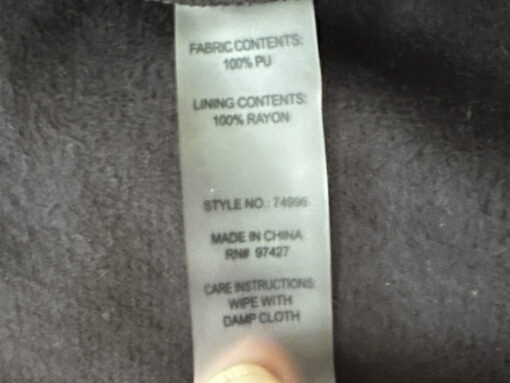 FABRIC CONTENTS:
100% PU
LINING CONTENTS:
100% RAYON
STYLE NO.: 74996
MADE IN CHINA
RN# 97427
CARE INSTRUCTIONS:
WIPE WITH
DAMP CLOTH